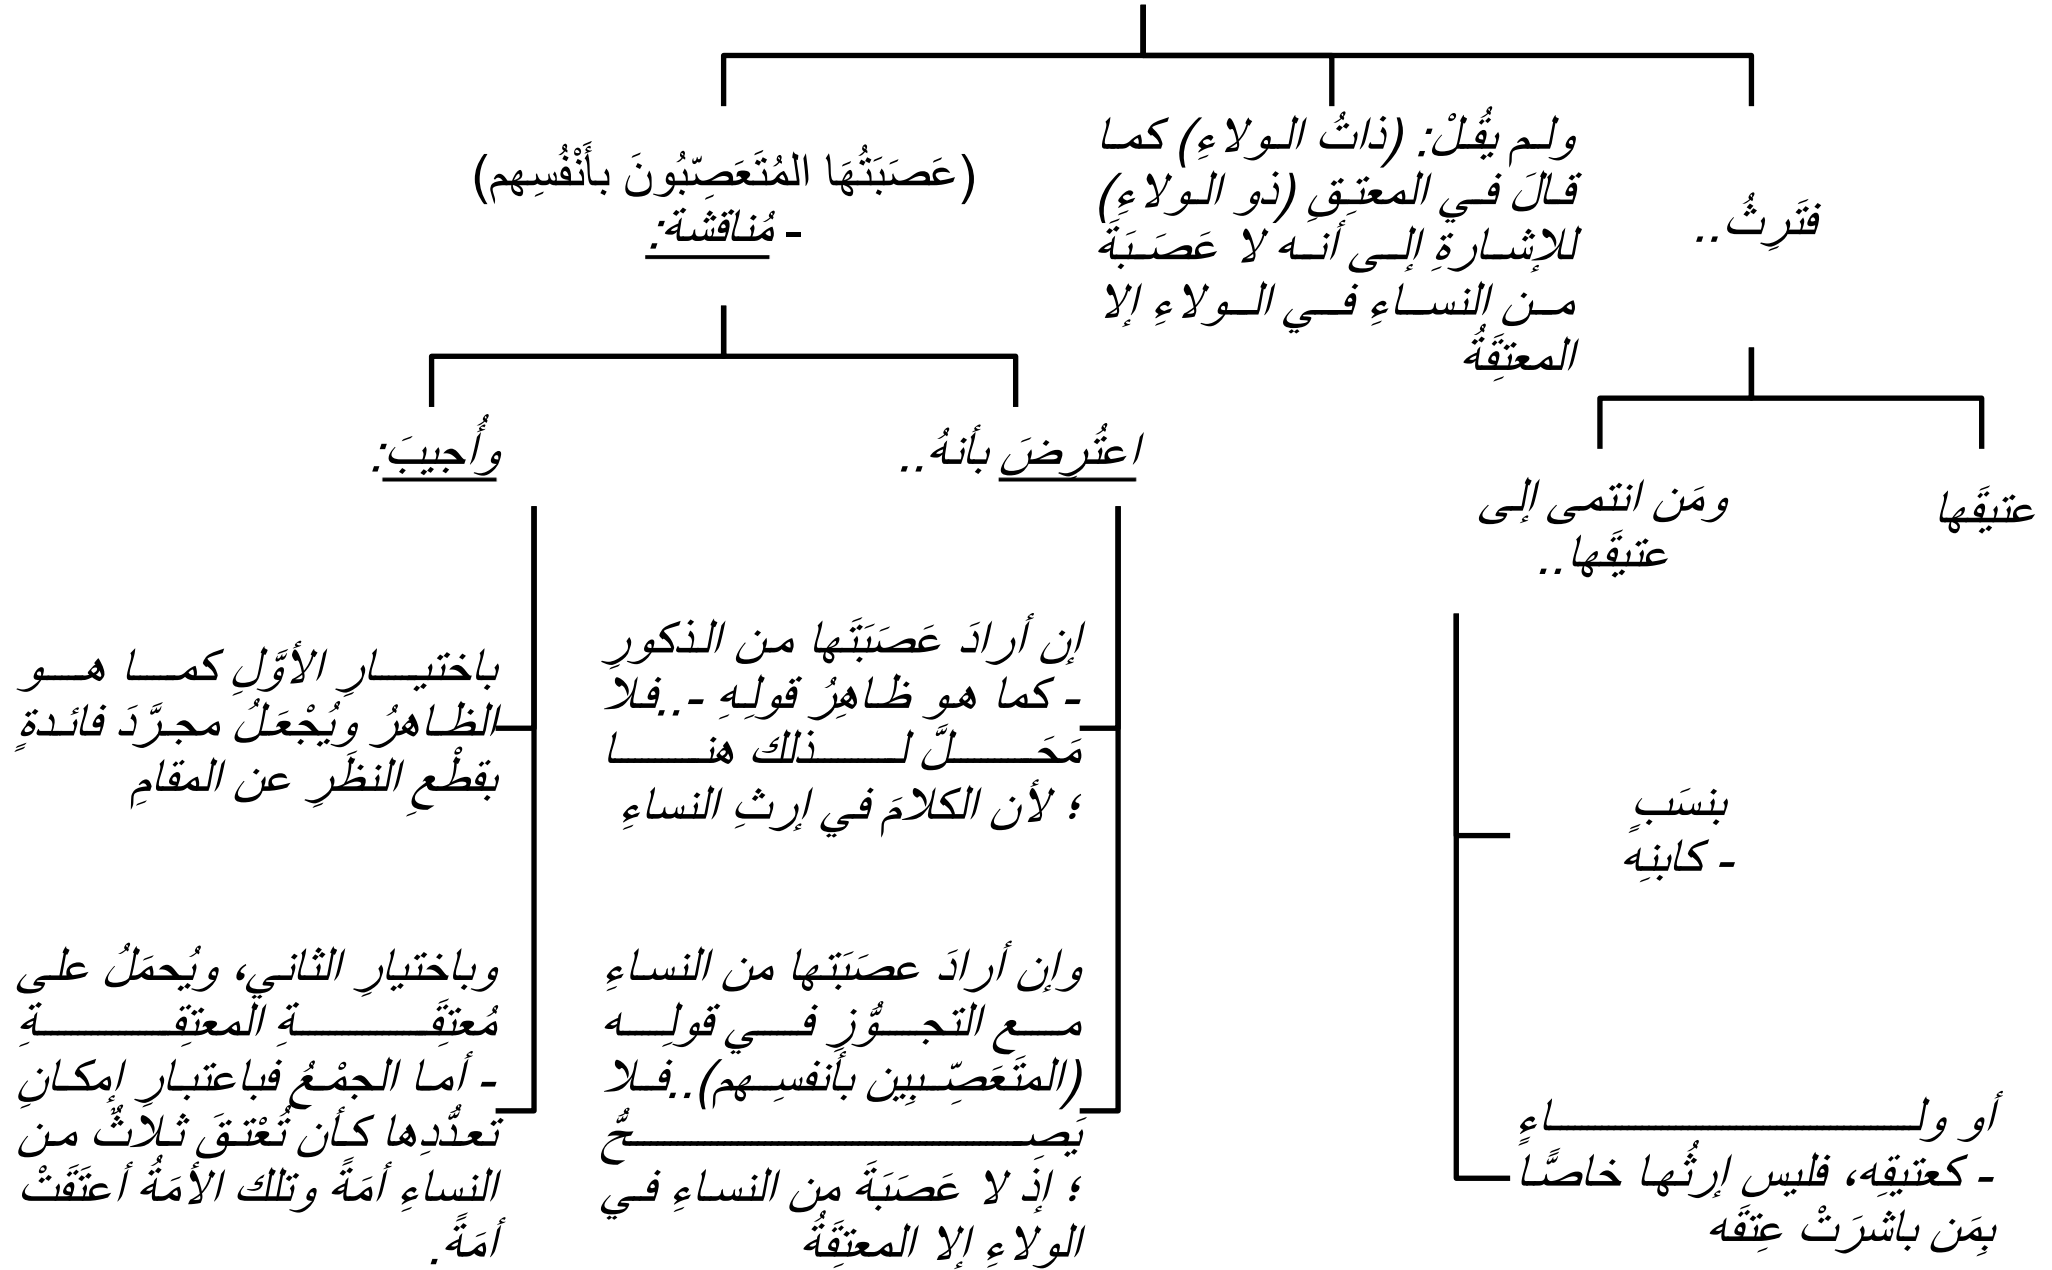 فتَرِثُ..
عتيقَها
ومَن انتمى إلى
عتيقَها..
بنسَبٍ
- كابنِهِ
أو ولاءٍ
- كعتيقِه، فليس إرثُها خاصًّا
بِمَن باشرَتْ عِتقَه
ولم يقُلْ: (ذاتُ الولاءِ) كما
قالَ في المعتِقِ (ذو الولاءِ)
للإشارةِ إلى أنه لا عَصَبَةَ
من النساءِ في الولاءِ إلا
المعتِقَةُ
(عَصَبَتُهَا المُتَعَصِّبُونَ بأَنْفُسِهم)
- مُناقشة:
اعتُرِضَ بأنهُ..
إن أرادَ عَصَبَتَها من الذكورِ
- كما هو ظاهِرُ قولِهِ -..فلا
مَحَلَّ لذلك هنا
؛ لأن الكلامَ في إرثِ النساءِ
وإن أرادَ عصَبَتها من النساءِ
مع التجوُّزِ في قولِه
(المتَعَصِّبِين بأنفسِهم)..فلا
يَصِحُّ
؛ إذ لا عَصَبَةَ من النساءِ في
الولاءِ إلا المعتِقَةُ
وأُجيبَ:
باختيارِ الأوَّلِ كما هو
الظاهرُ ويُجْعَلُ مجرَّدَ فائدةٍ
بقطْعِ النظَرِ عن المقامِ
وباختيارِ الثاني، ويُحمَلُ على
مُعتِقَةِ المعتِقِةِ
- أما الجمْعُ فباعتبارِ إمكانِ
تعدُّدِها كأن تُعْتقَ ثلاثٌ من
النساءِ أمَةً وتلك الأمَةُ أعتَقَتْ
أمَةً.